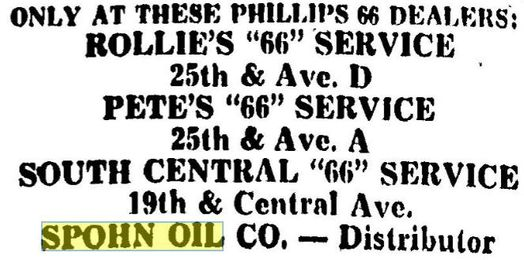 ONLY AT THESE PHILLIPS 66 DEALERS:
ROLLIE'S "66" SERVICE
25th & Ave. D
PETE'S "66" SERVICE
25th & Ave. A
SOUTH CENTRAL "66" SERVICE
19th & Central Ave.
SPOHN OIL CO. — Distributor